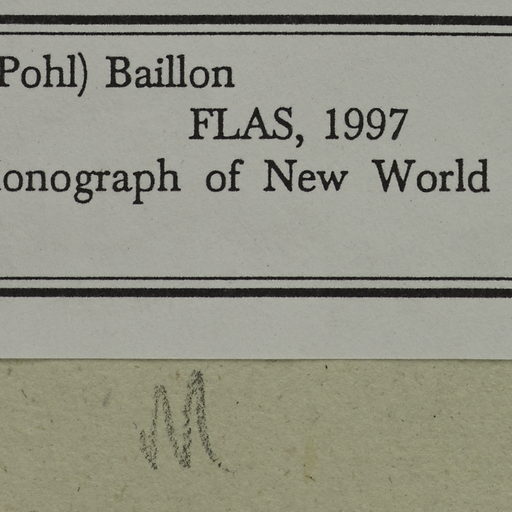 Pohl) Baillon
FLAS, 1997
onograph of New World
M